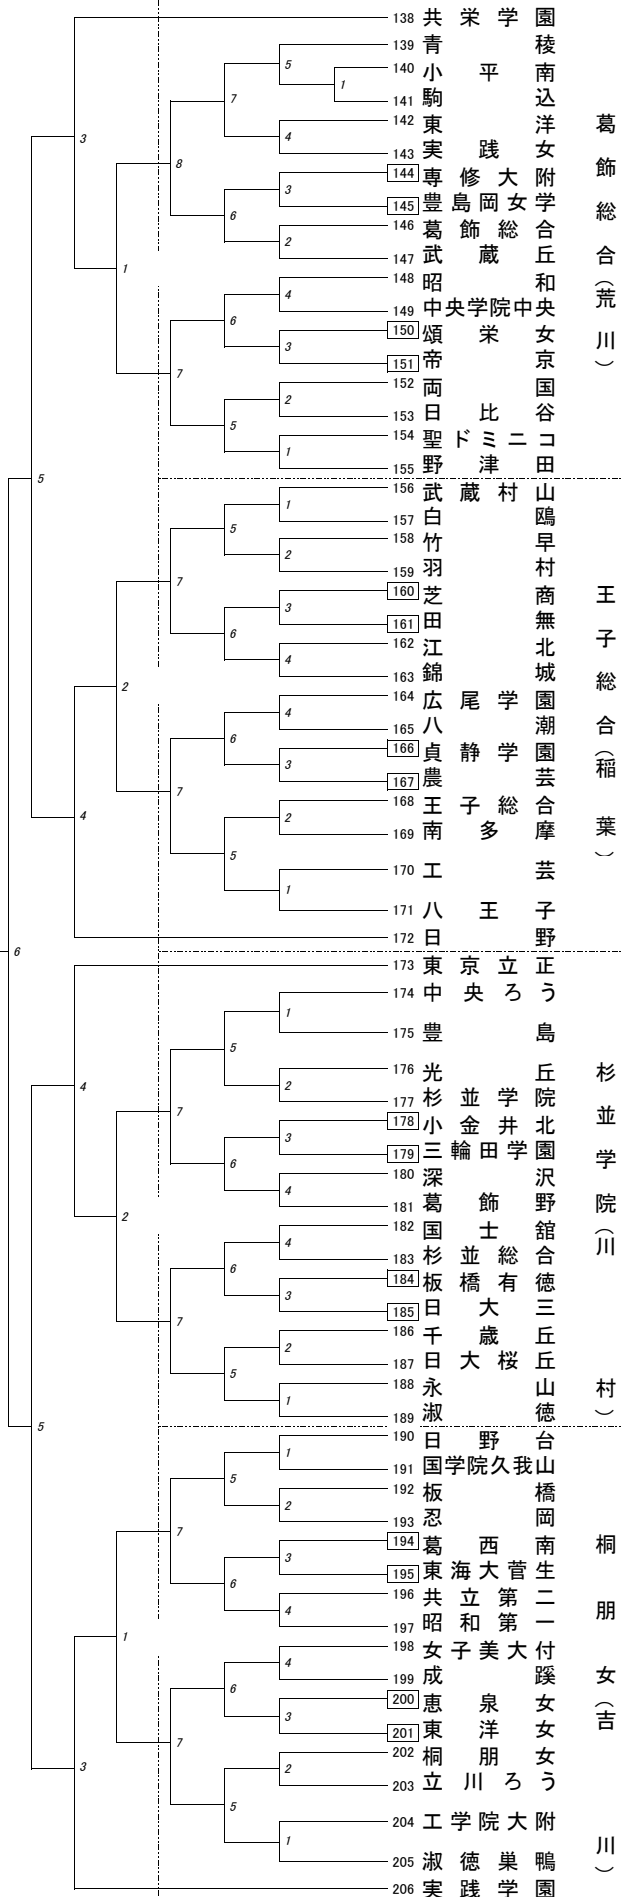 138 共栄学園
139 青稜
140 小平南
141 駒込
142 東洋
143 実践女
144 専修大附
145 豊島岡女学
146 葛飾総合
147 武蔵丘
148 昭和
149 中央学院中央
150 頌栄女
151 帝京
152 両国
153 日比谷
154 聖ドミニコ
155 野津田
葛飾総合(荒川)
156 武蔵村山
157 白鴎
158 竹早
159 羽村
160 芝商
161 田無
162 江北
163 錦城
164 広尾学園
165 八潮
166 貞静学園
167 農芸
168 王子総合
169 南多摩
170 工芸
171 八王子
172 日野
王子総合(稲葉)
173 東京立正
174 中央ろう
175 豊島
176 光丘
177 杉並学院
178 小金井北
179 三輪田学園
180 深沢
181 葛飾野
182 国士舘
183 杉並総合
184 板橋有徳
185 日大三
186 千歳丘
187 日大桜丘
188 永山
189 淑徳
杉並学院(川村)
190 日野台
191 国学院久我山
192 板橋
193 忍岡
194 葛西南
195 東海大菅生
196 共立第二
197 昭和第一
198 女子美大付
199 成蹊
200 恵泉女
201 東洋女
202 桐朋女
203 立川ろう
204 工学院大附
205 淑徳巣鴨
206 実践学園
桐朋女(吉川)
5
1
7
4
3
8
3
6
2
1
4
6
3
7
2
5
1
5
1
5
2
7
3
6
4
2
4
6
3
7
4
2
5
1
6
1
5
4
2
7
3
6
4
2
4
6
3
7
2
5
1
5
1
5
2
7
3
6
4
1
4
6
3
7
3
2
5
1